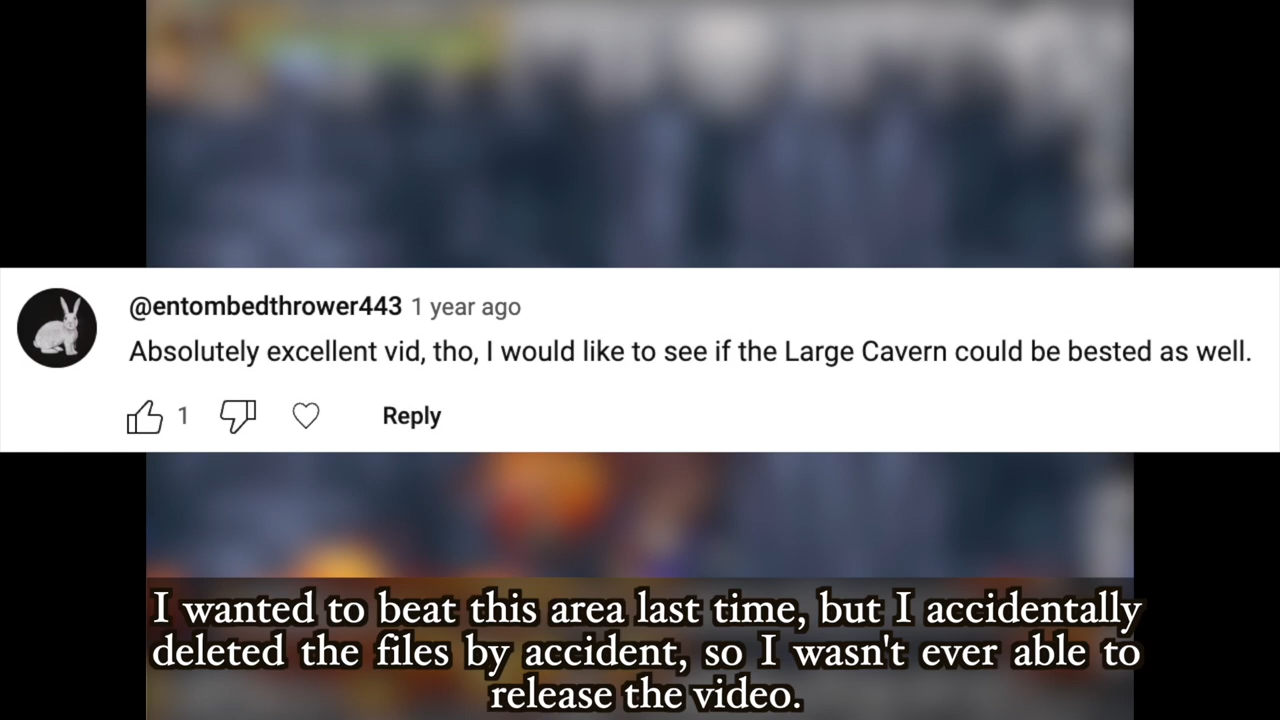 @entombedthrower443 1 year ago
Absolutely excellent vid, tho, I would like to see if the Large Cavern could be bested as well.
1 Reply
I wanted to beat this area last time, but I accidentally
deleted the files by accident, so I wasn't ever able to
release the video.